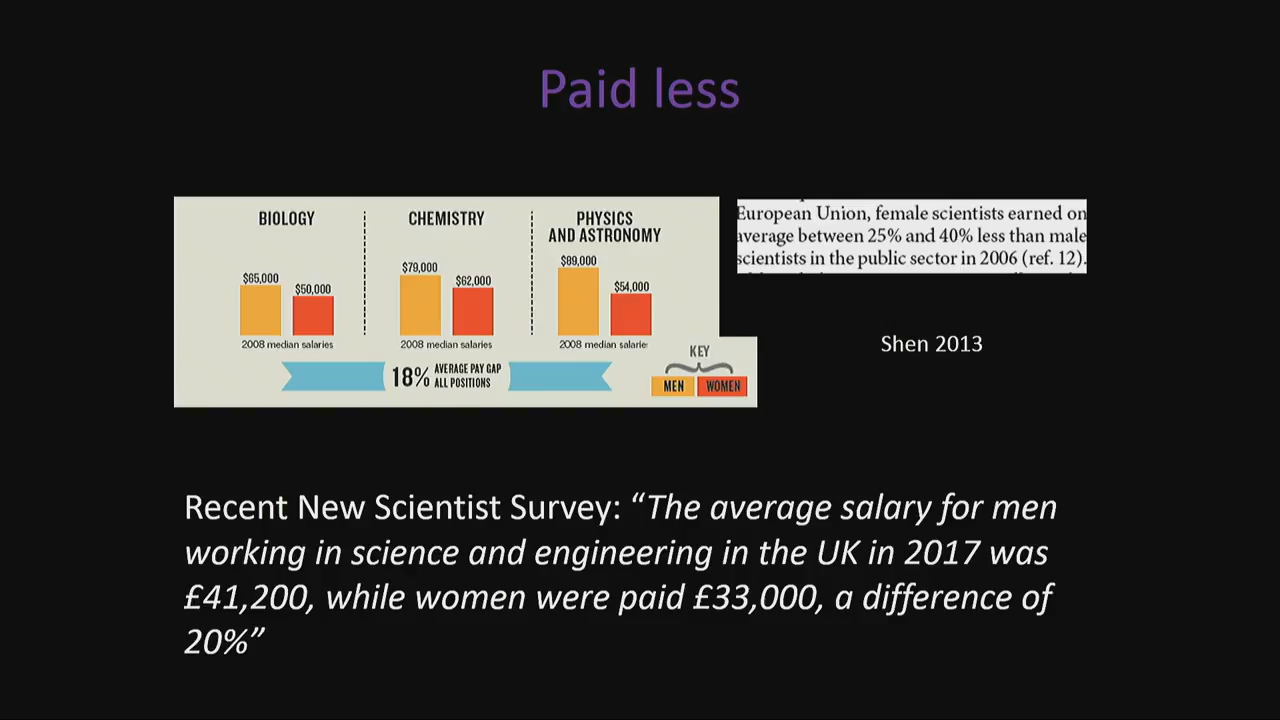 Paid less
BIOLOGY
CHEMISTRY
PHYSICS
AND ASTRONOMY
$65,000
$50,000
$79,000
$62,000
$89,000
$54,000
2008 median salaries
2008 median salaries
2008 median salarie
18% AVERAGE PAY GAP
ALL POSITIONS
KEY
MEN
WOMEN
European Union, female scientists earned on
average between 25% and 40% less than male
scientists in the public sector in 2006 (ref. 12).
Shen 2013
Recent New Scientist Survey: “The average salary for men
working in science and engineering in the UK in 2017 was
£41,200, while women were paid £33,000, a difference of
20%”